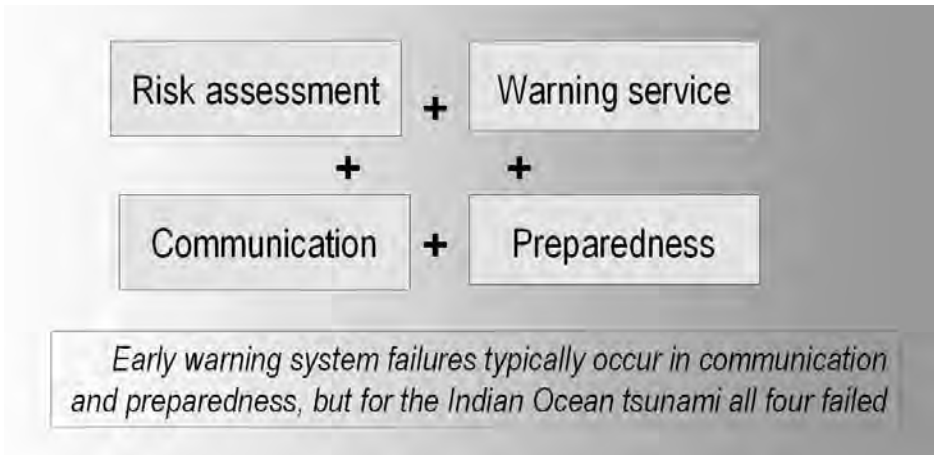 Risk assessment + Warning service
+ +
Communication + Preparedness
Early warning system failures typically occur in communication
and preparedness, but for the Indian Ocean tsunami all four failed